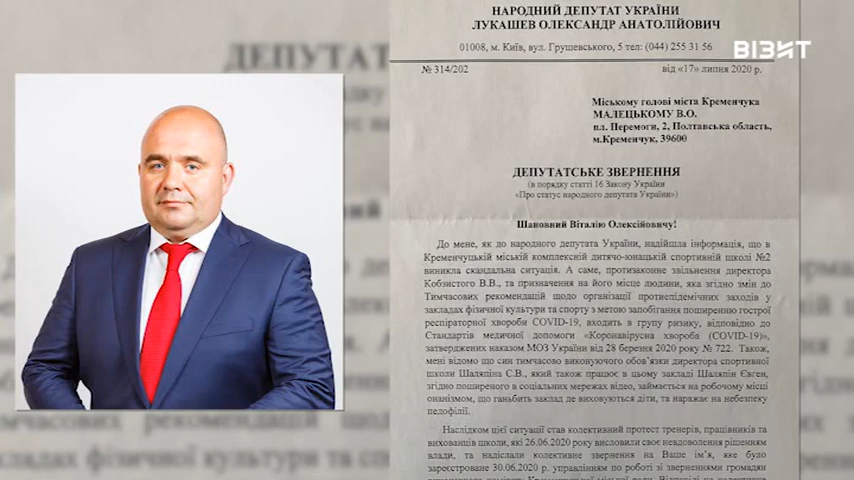 НАРОДНИЙ ДЕПУТАТ УКРАЇНИ
ЛУКАШЕВ ОЛЕКСАНДР АНАТОЛІЙОВИЧ
01008, м. Київ, вул. Грушевського, 5 тел: (044) 255 31 56
ВІЗИТ
№ 314/202 від «17» липня 2020 р.
Міському голові міста Кременчука
МАЛЕЦЬКОМУ В.О.
пл. Перемоги, 2, Полтавська область,
м.Кременчук, 39600
ДЕПУТАТСЬКЕ ЗВЕРНЕННЯ
(в порядку статті 16 Закону України
«Про статус народного депутата України»)
Шановний Віталію Олексійовичу!
До мене, як до народного депутата України, надійшла інформація, що в
Кременчуцькій міській комплексній дитячо-юнацькій спортивній школі №2
виникла скандальна ситуація. А саме, протизаконне звільнення директора
Кобзистого В.В., та призначення на його місце людини, яка згідно змін до
Тимчасових рекомендацій щодо організації протиепідемічних заходів у
закладах фізичної культури та спорту з метою запобігання поширенню гострої
респіраторної хвороби COVID-19, входить в групу ризику, відповідно до
Стандартів медичної допомоги «Коронавірусна хвороба (COVID-19)»,
затверджених наказом МОЗ України від 28 березня 2020 року № 722. Також,
мені відомо що син тимчасово виконуючого обов'язки директора спортивної
школи Шаляпіна С.В., який також працює в цьому закладі Шаляпін Євген,
згідно поширеного в соціальних мережах відео, займається на робочому місці
онанізмом, що ганьбить заклад де виховуються діти, та наражає на небезпеку
педофілії.
Наслідком цієї ситуації став колективний протест тренерів, працівників та
вихованців школи, які 26.06.2020 році висловили своє невдоволення рішенням
влади, та надіслали колективне звернення на Ваше ім'я, яке було
зареєстроване 30.06.2020 р. управлінням по роботі зі зверненнями громадян